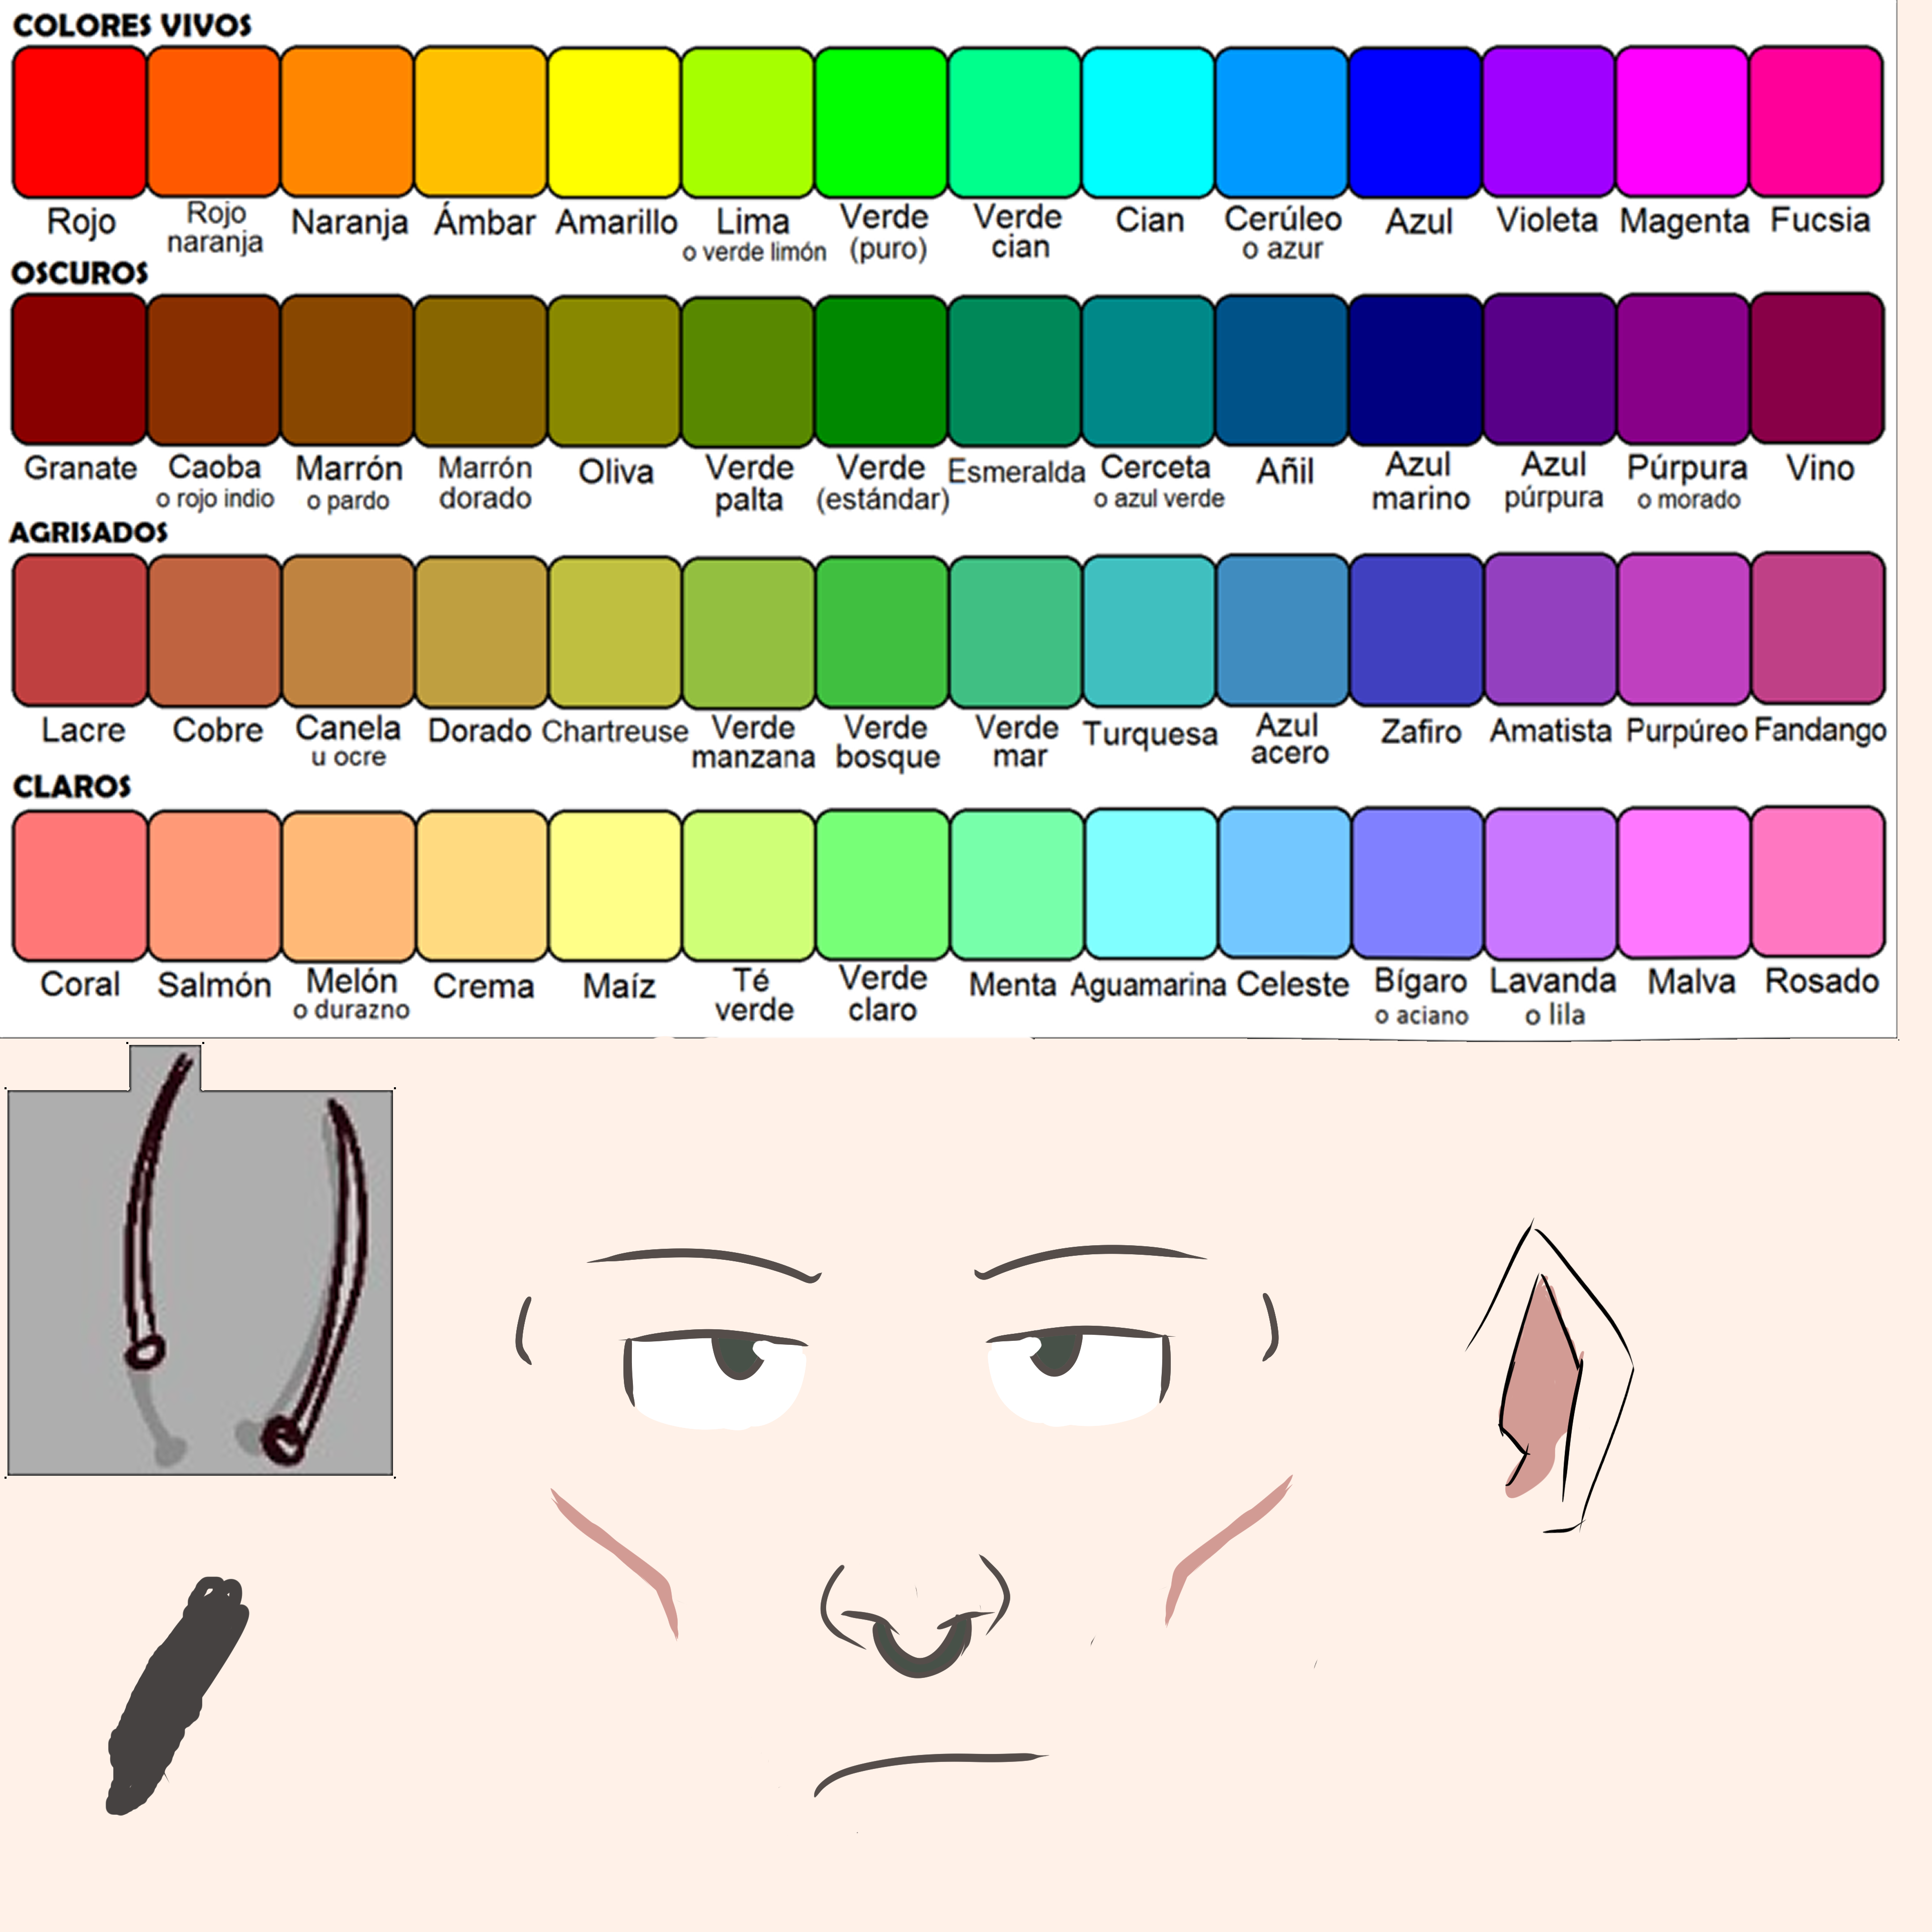 COLORES VIVOS
Rojo
Rojo
naranja
Naranja
Ámbar
Amarillo
Lima
o verde limón
Verde
(puro)
Verde
cian
Cian
Cerúleo
o azur
Azul
Violeta
Magenta
Fucsia
OSCUROS
Granate
Caoba
o rojo indio
Marrón
o pardo
Marrón
dorado
Oliva
Verde
palta
Verde
(estándar)
Esmeralda
Cerceta
o azul verde
Añil
Azul
marino
Azul
púrpura
Púrpura
o morado
Vino
AGRISADOS
Lacre
Cobre
Canela
u ocre
Dorado
Chartreuse
Verde
manzana
Verde
bosque
Verde
mar
Turquesa
Azul
acero
Zafiro
Amatista
Purpúreo
Fandango
CLAROS
Coral
Salmón
Melón
o durazno
Crema
Maíz
Té
verde
Verde
claro
Menta
Aguamarina
Celeste
Bígaro
o aciano
Lavanda
o lila
Malva
Rosado